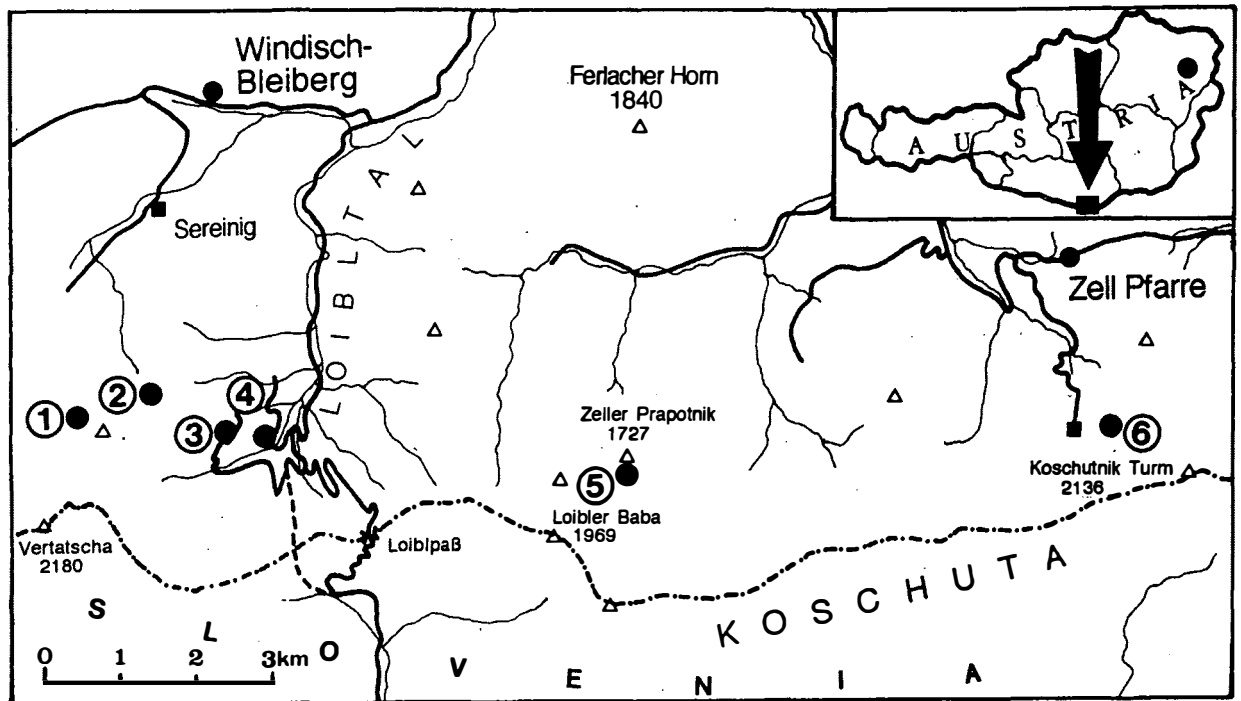 Windisch-
Bleiberg
Ferlacher Horn
1840
AUSTRIA
LOIBLTAL
Sereinig
Zell Pfarre
1
2
3
4
Zeller Prapotnik
1727
5
Loibler Baba
1969
6
Koschutnik Turm
2136
Vertatscha
2180
Loiblpaß
KOSCHUTA
SLOVENIA
0 1 2 3km